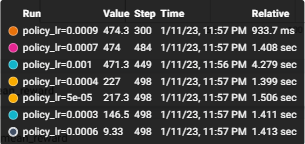 Run Value Step Time Relative
policy_lr=0.0009 474.3 300 1/11/23, 11:57 PM 933.7 ms
policy_lr=0.0007 474 484 1/11/23, 11:57 PM 1.408 sec
policy_lr=0.001 471.3 449 1/11/23, 11:56 PM 4.279 sec
policy_lr=0.0004 227 498 1/11/23, 11:57 PM 1.399 sec
policy_lr=5e-05 217.3 498 1/11/23, 11:57 PM 1.506 sec
policy_lr=0.0003 146.5 498 1/11/23, 11:57 PM 1.411 sec
policy_lr=0.0006 9.33 498 1/11/23, 11:57 PM 1.413 sec